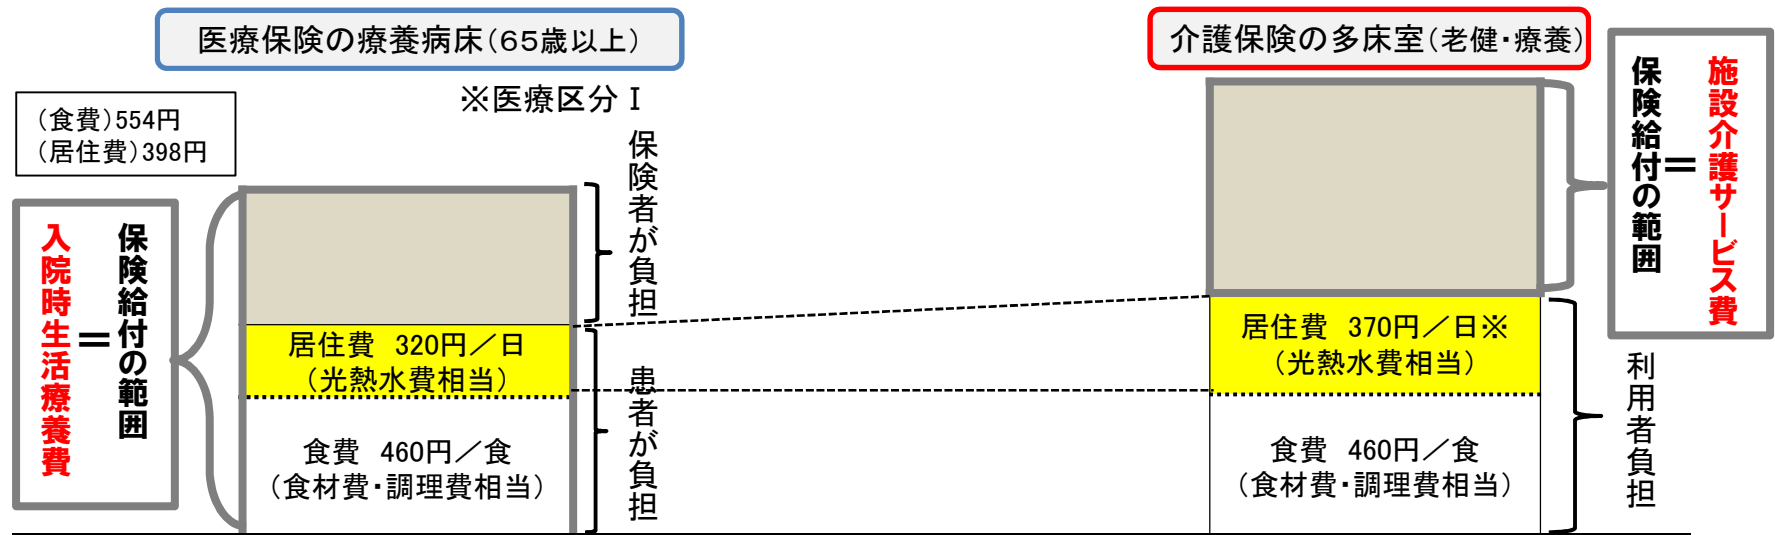 医療保険の療養病床(65歳以上)
※医療区分Ⅰ
(食費)554円
(居住費)398円
保険給付の範囲
=
入院時生活療養費
保険者が負担
居住費 320円/日
(光熱水費相当)
食費 460円/食
(食材費・調理費相当)
患者が負担
介護保険の多床室(老健・療養)
施設介護サービス費
=
保険給付の範囲
居住費 370円/日※
(光熱水費相当)
食費 460円/食
(食材費・調理費相当)
利用者負担